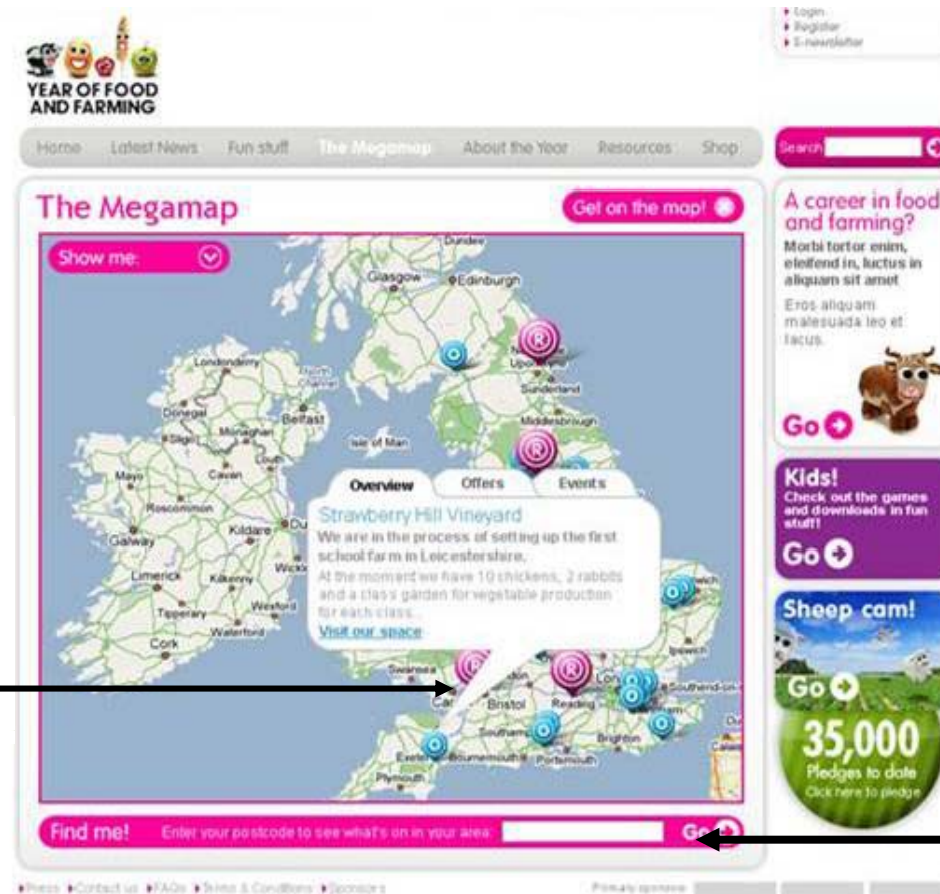 Login
Register
E-newsletter
YEAR OF FOOD
AND FARMING
Home Latest News Fun stuff The Megamap About the Year Resources Shop
Search
The Megamap
Get on the map!
Show me:
Dundee
Glasgow
Edinburgh
Londonderry
North
Channel
Sunderland
Donegal
Belfast
Middlesbrough
Sligo
Monaghan
Isle of Man
Louth
Mayo
Cavan
Roscommon
Galway
Kildare
Limerick
Kilkenny
Tipperary
Wexford
Waterford
Cork
Overview Offers Events
Strawberry Hill Vineyard
We are in the process of setting up the first
school farm in Leicestershire.
At the moment we have 10 chickens, 2 rabbits
and a class garden for vegetable production
for each class...
Visit our space
Ipswich
Swansea
Bristol
Reading
Brighton
Exeter
Bournemouth
Portsmouth
Plymouth
Find me! Enter your postcode to see what's on in your area: Go
A career in food
and farming?
Morbi tortor enim,
eleifend in, luctus in
aliquam sit amet
Eros aliquam
malesuada leo et
lacus.
Go
Kids!
Check out the games
and downloads in fun
stuff!
Go
Sheep cam!
Go
35,000
Pledges to date
Click here to pledge
Press Contact us FAQs Terms & Conditions Sponsors
Primary sponsors